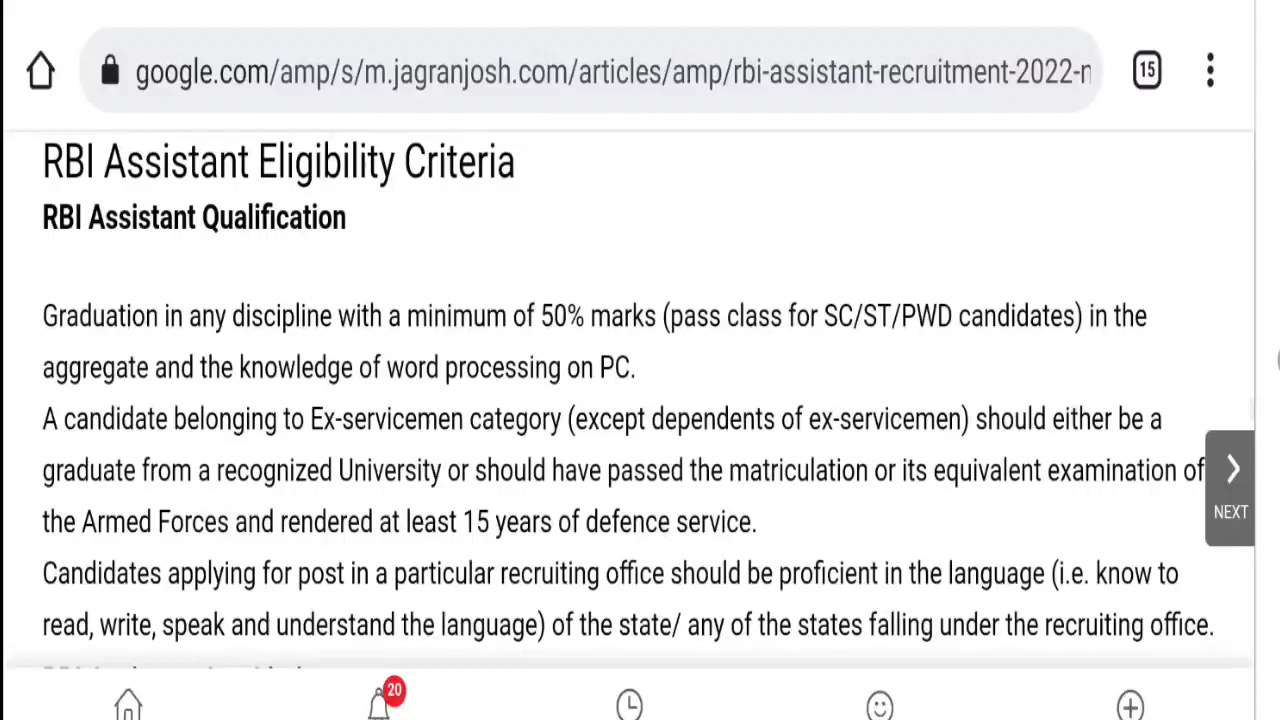 google.com/amp/s/m.jagranjosh.com/articles/amp/rbi-assistant-recruitment-2022-n
15
RBI Assistant Eligibility Criteria
RBI Assistant Qualification
Graduation in any discipline with a minimum of 50% marks (pass class for SC/ST/PWD candidates) in the
aggregate and the knowledge of word processing on PC.
A candidate belonging to Ex-servicemen category (except dependents of ex-servicemen) should either be a
graduate from a recognized University or should have passed the matriculation or its equivalent examination of
the Armed Forces and rendered at least 15 years of defence service.
NEXT
Candidates applying for post in a particular recruiting office should be proficient in the language (i.e. know to
read, write, speak and understand the language) of the state/ any of the states falling under the recruiting office.
20